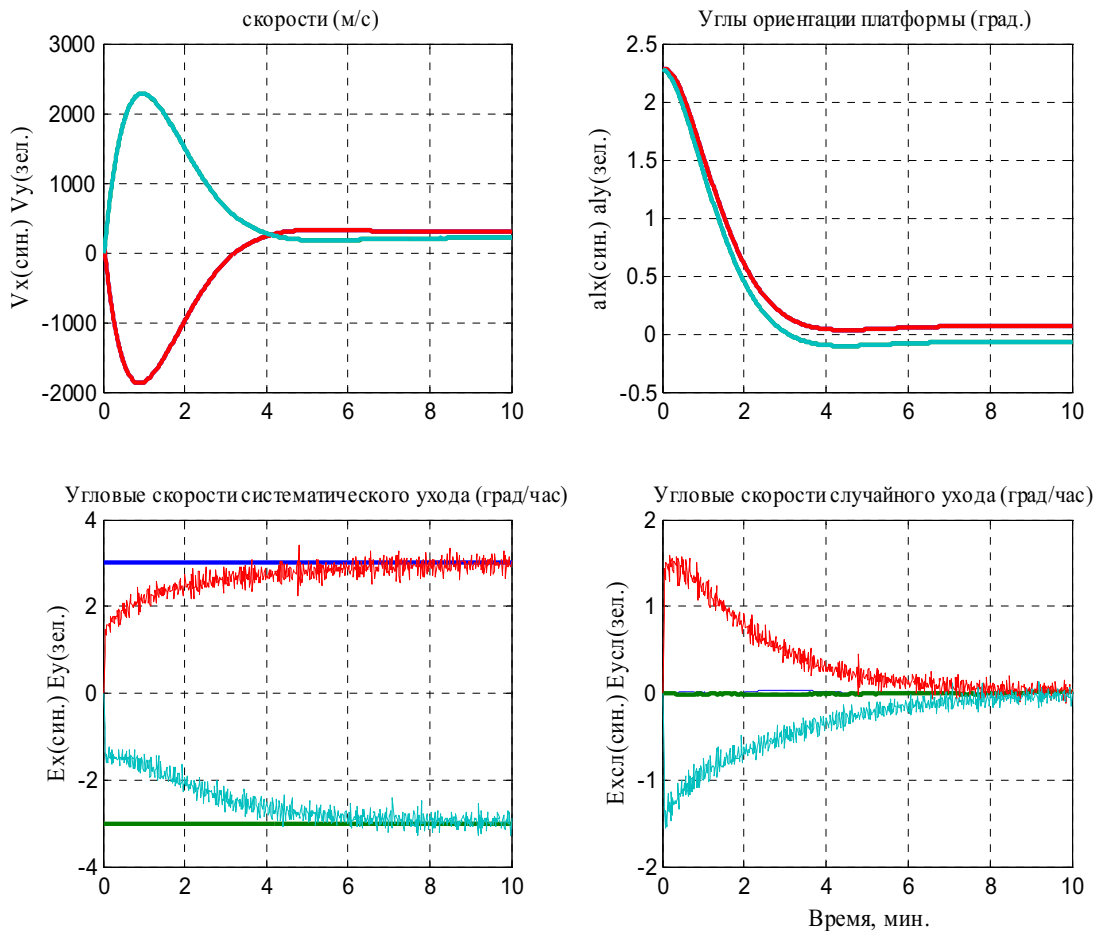 скорости (м/с)
3000
2000
1000
0
-1000
-2000
0 2 4 6 8 10
Vx(син.) Vy(зел.)
Углы ориентации платформы (град.)
2.5
2
1.5
1
0.5
0
-0.5
0 2 4 6 8 10
alx(син.) aly(зел.)
Угловые скорости систематического ухода (град/час)
4
2
0
-2
-4
0 2 4 6 8 10
Ex(син.) Ey(зел.)
Угловые скорости случайного ухода (град/час)
2
1
0
-1
-2
0 2 4 6 8 10
Exсл(син.) Eyсл(зел.)
Время, мин.